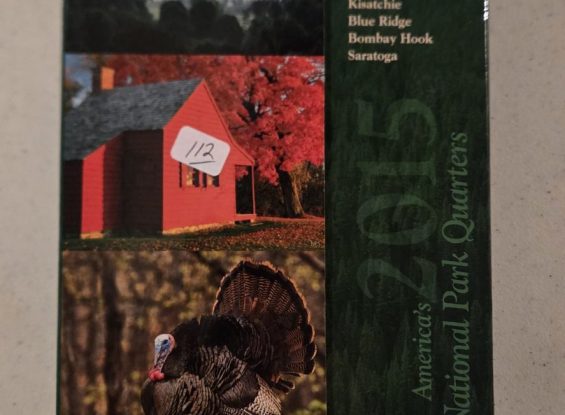 Kisatchie
Blue Ridge
Bombay Hook
Saratoga
112
2015
America's
National Park Quarters